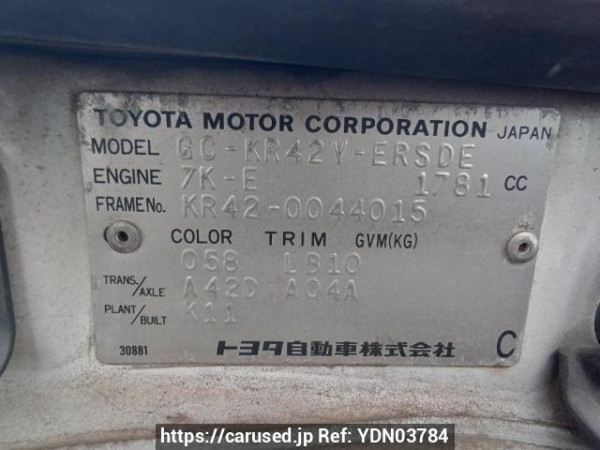 TOYOTA MOTOR CORPORATION JAPAN
MODEL GC-KR42V-ERSDE
ENGINE 7K-E 1781 CC
FRAME No. KR42-0044015
COLOR TRIM GVM(KG)
058 LB10
TRANS./AXLE A42D A04A
PLANT/BUILT K11
30881 トヨタ自動車株式会社 C
https://carused.jp Ref: YDN03784